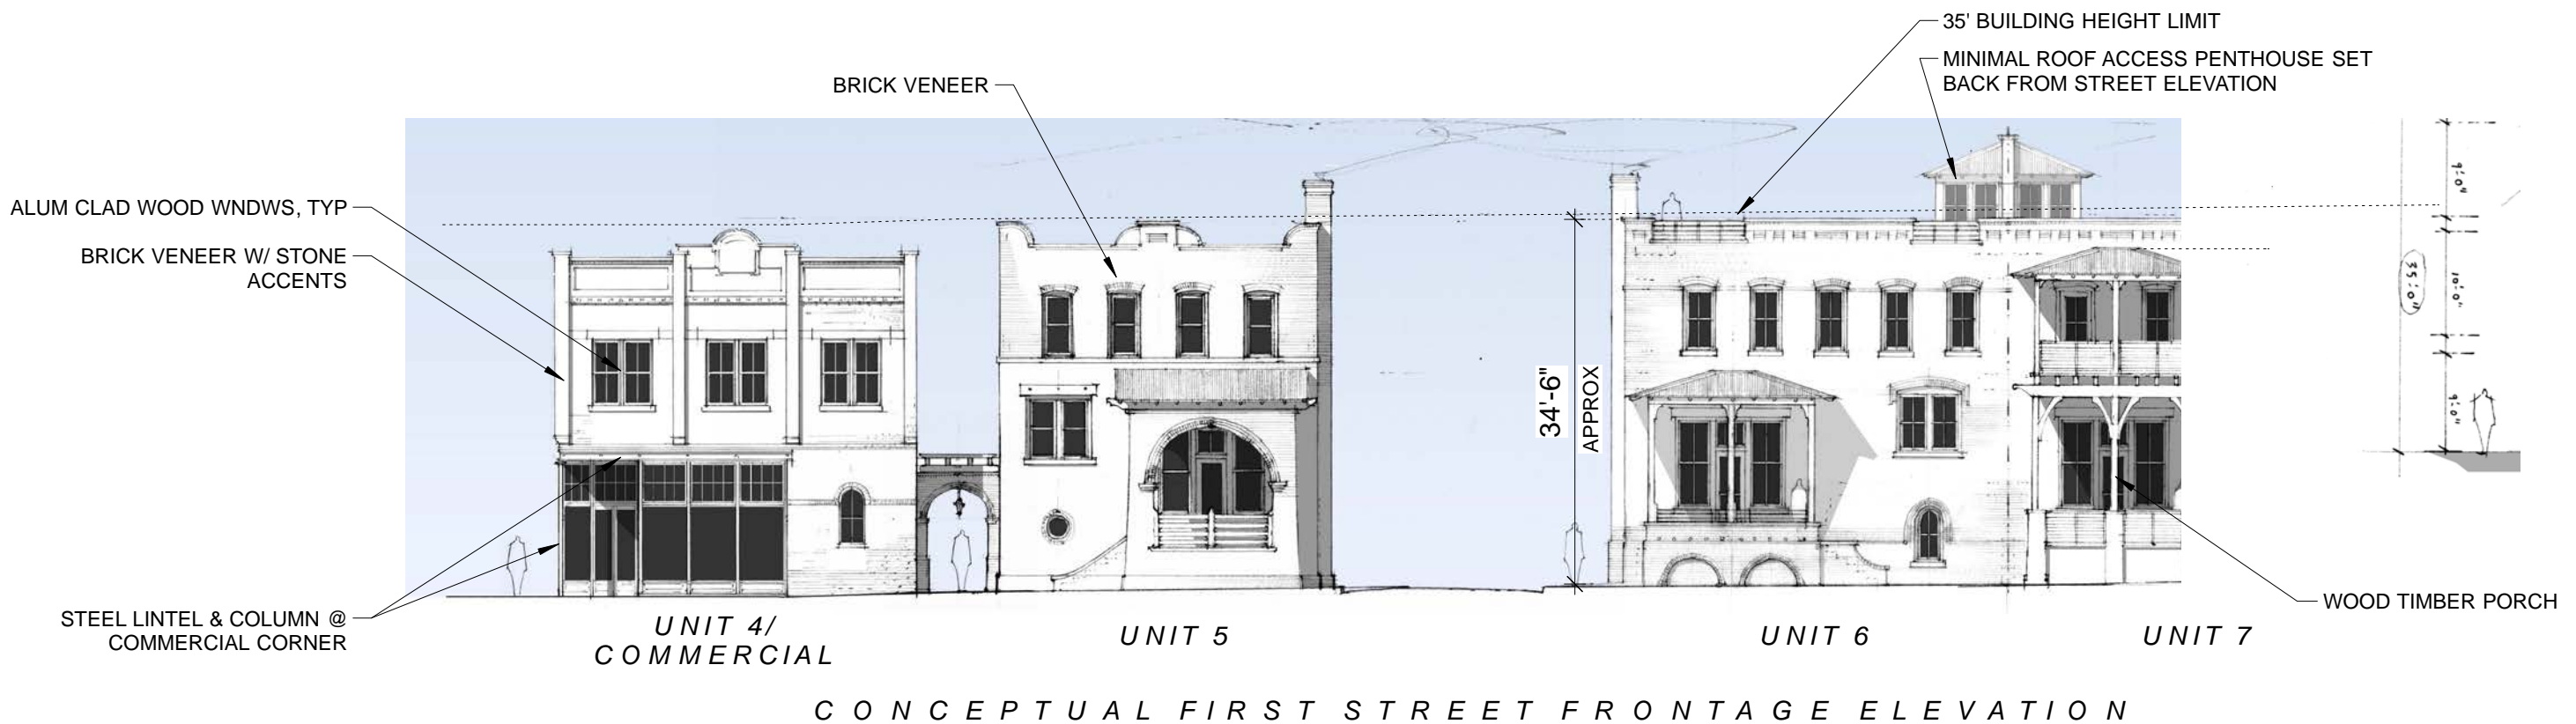 35' BUILDING HEIGHT LIMIT
MINIMAL ROOF ACCESS PENTHOUSE SET
BACK FROM STREET ELEVATION
BRICK VENEER
ALUM CLAD WOOD WNDWS, TYP
BRICK VENEER W/ STONE
ACCENTS
9'-0"
35'-0"
10'-0"
9'-0"
34'-6"
APPROX
STEEL LINTEL & COLUMN @
COMMERCIAL CORNER
WOOD TIMBER PORCH
UNIT 4/
COMMERCIAL
UNIT 5
UNIT 6
UNIT 7
CONCEPTUAL FIRST STREET FRONTAGE ELEVATION